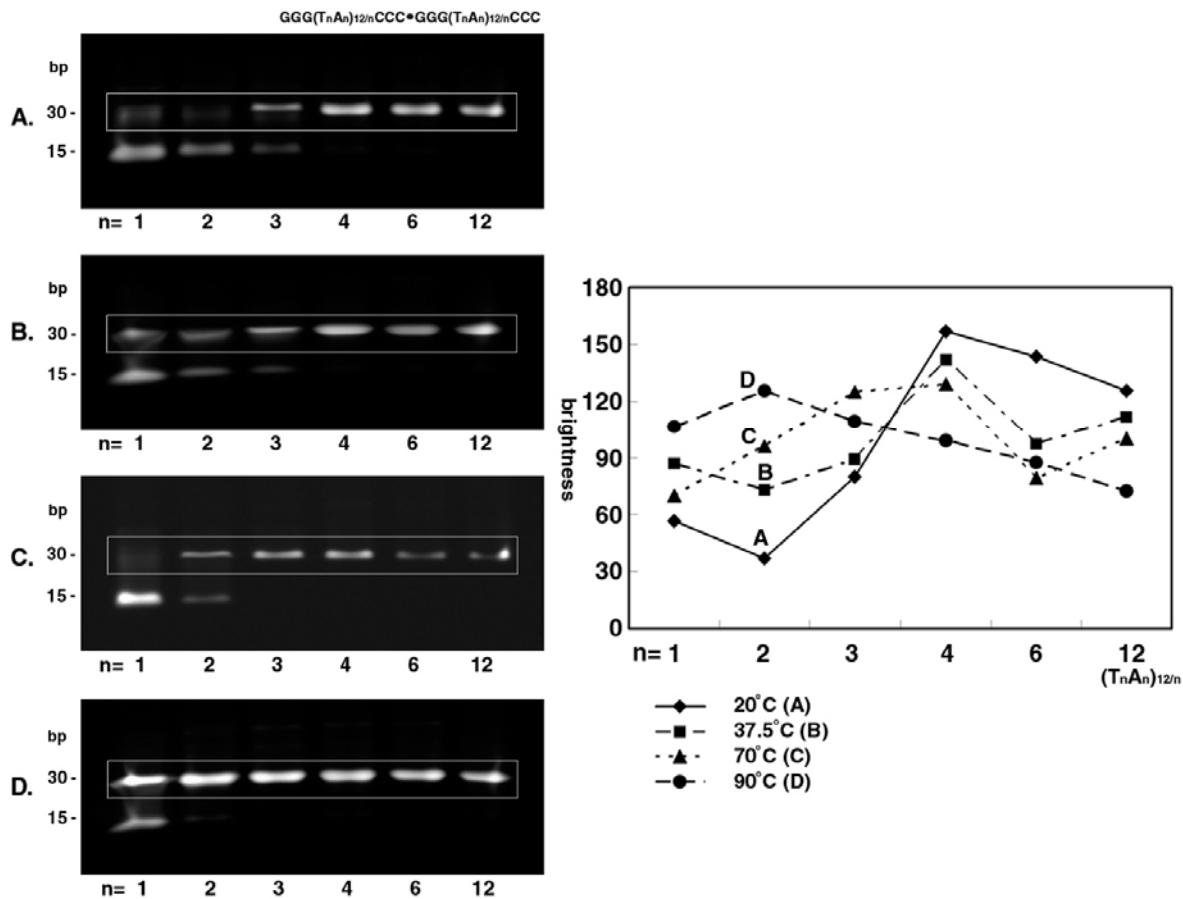 GGG(TnAn)12/nCCC•GGG(TnAn)12/nCCC
A.
bp
30 -
15 -
n= 1 2 3 4 6 12
B.
bp
30 -
15 -
n= 1 2 3 4 6 12
C.
bp
30 -
15 -
n= 1 2 3 4 6 12
D.
bp
30 -
15 -
n= 1 2 3 4 6 12
brightness
180
150
120
90
60
30
0
D
C
B
A
n= 1 2 3 4 6 12
(TnAn)12/n
20°C (A)
37.5°C (B)
70°C (C)
90°C (D)